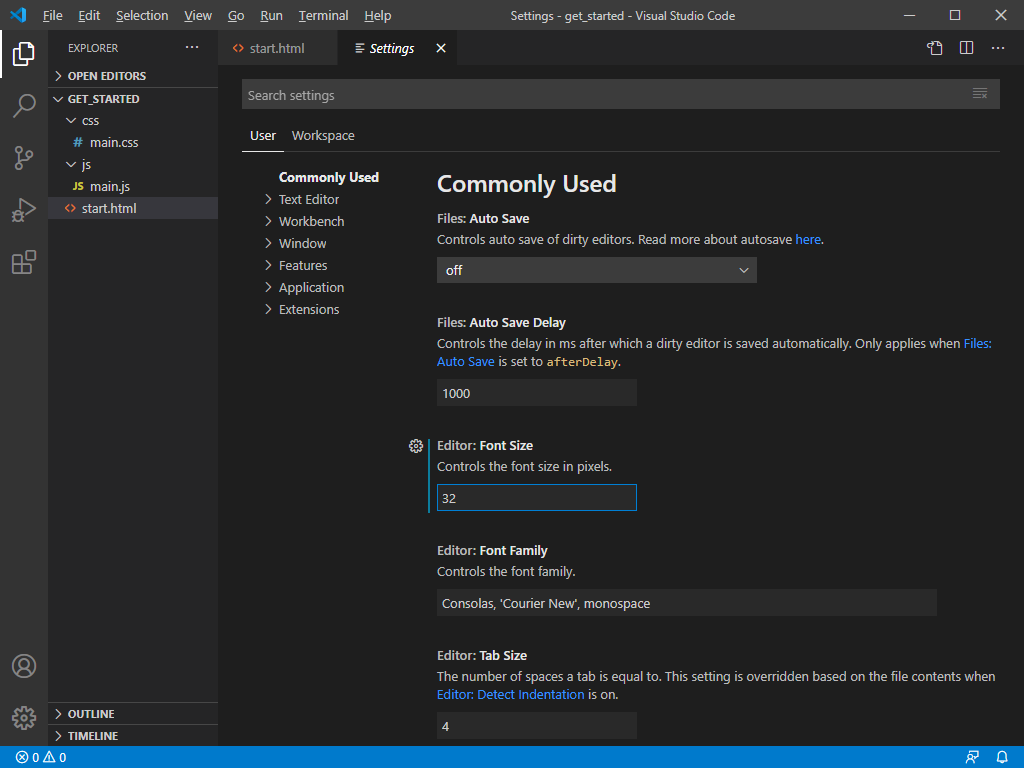 File Edit Selection View Go Run Terminal Help
Settings - get_started - Visual Studio Code
EXPLORER
OPEN EDITORS
GET_STARTED
css
# main.css
js
JS main.js
<> start.html
OUTLINE
TIMELINE
<> start.html
Settings
Search settings
User Workspace
Commonly Used
Text Editor
Workbench
Window
Features
Application
Extensions
Commonly Used
Files: Auto Save
Controls auto save of dirty editors. Read more about autosave here.
off
Files: Auto Save Delay
Controls the delay in ms after which a dirty editor is saved automatically. Only applies when Files:
Auto Save is set to afterDelay.
1000
Editor: Font Size
Controls the font size in pixels.
32
Editor: Font Family
Controls the font family.
Consolas, 'Courier New', monospace
Editor: Tab Size
The number of spaces a tab is equal to. This setting is overridden based on the file contents when
Editor: Detect Indentation is on.
4
0 0